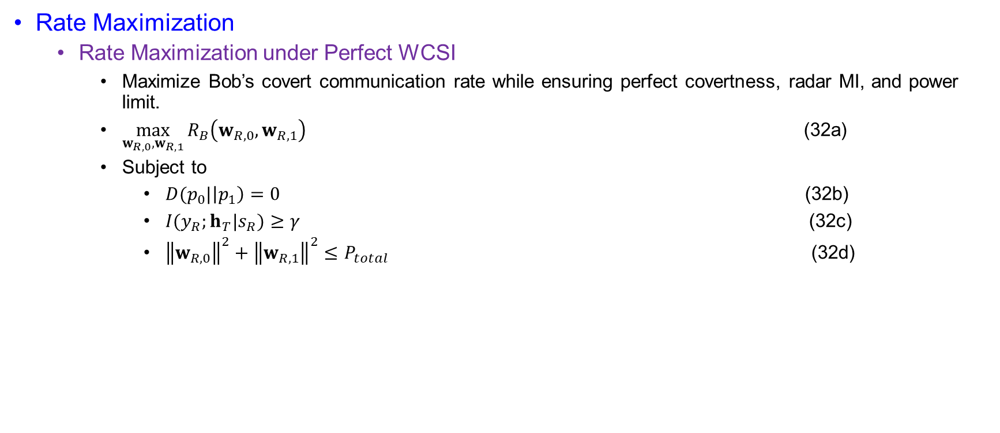 • Rate Maximization
• Rate Maximization under Perfect WCSI
• Maximize Bob’s covert communication rate while ensuring perfect covertness, radar MI, and power
limit.
• max R_B(𝐰_{R,0}, 𝐰_{R,1}) (32a)
𝐰_{R,0},𝐰_{R,1}
• Subject to
• D(p_0||p_1) = 0 (32b)
• I(y_R; 𝐡_T|s_R) ≥ γ (32c)
• ‖𝐰_{R,0}‖^2 + ‖𝐰_{R,1}‖^2 ≤ P_{total} (32d)